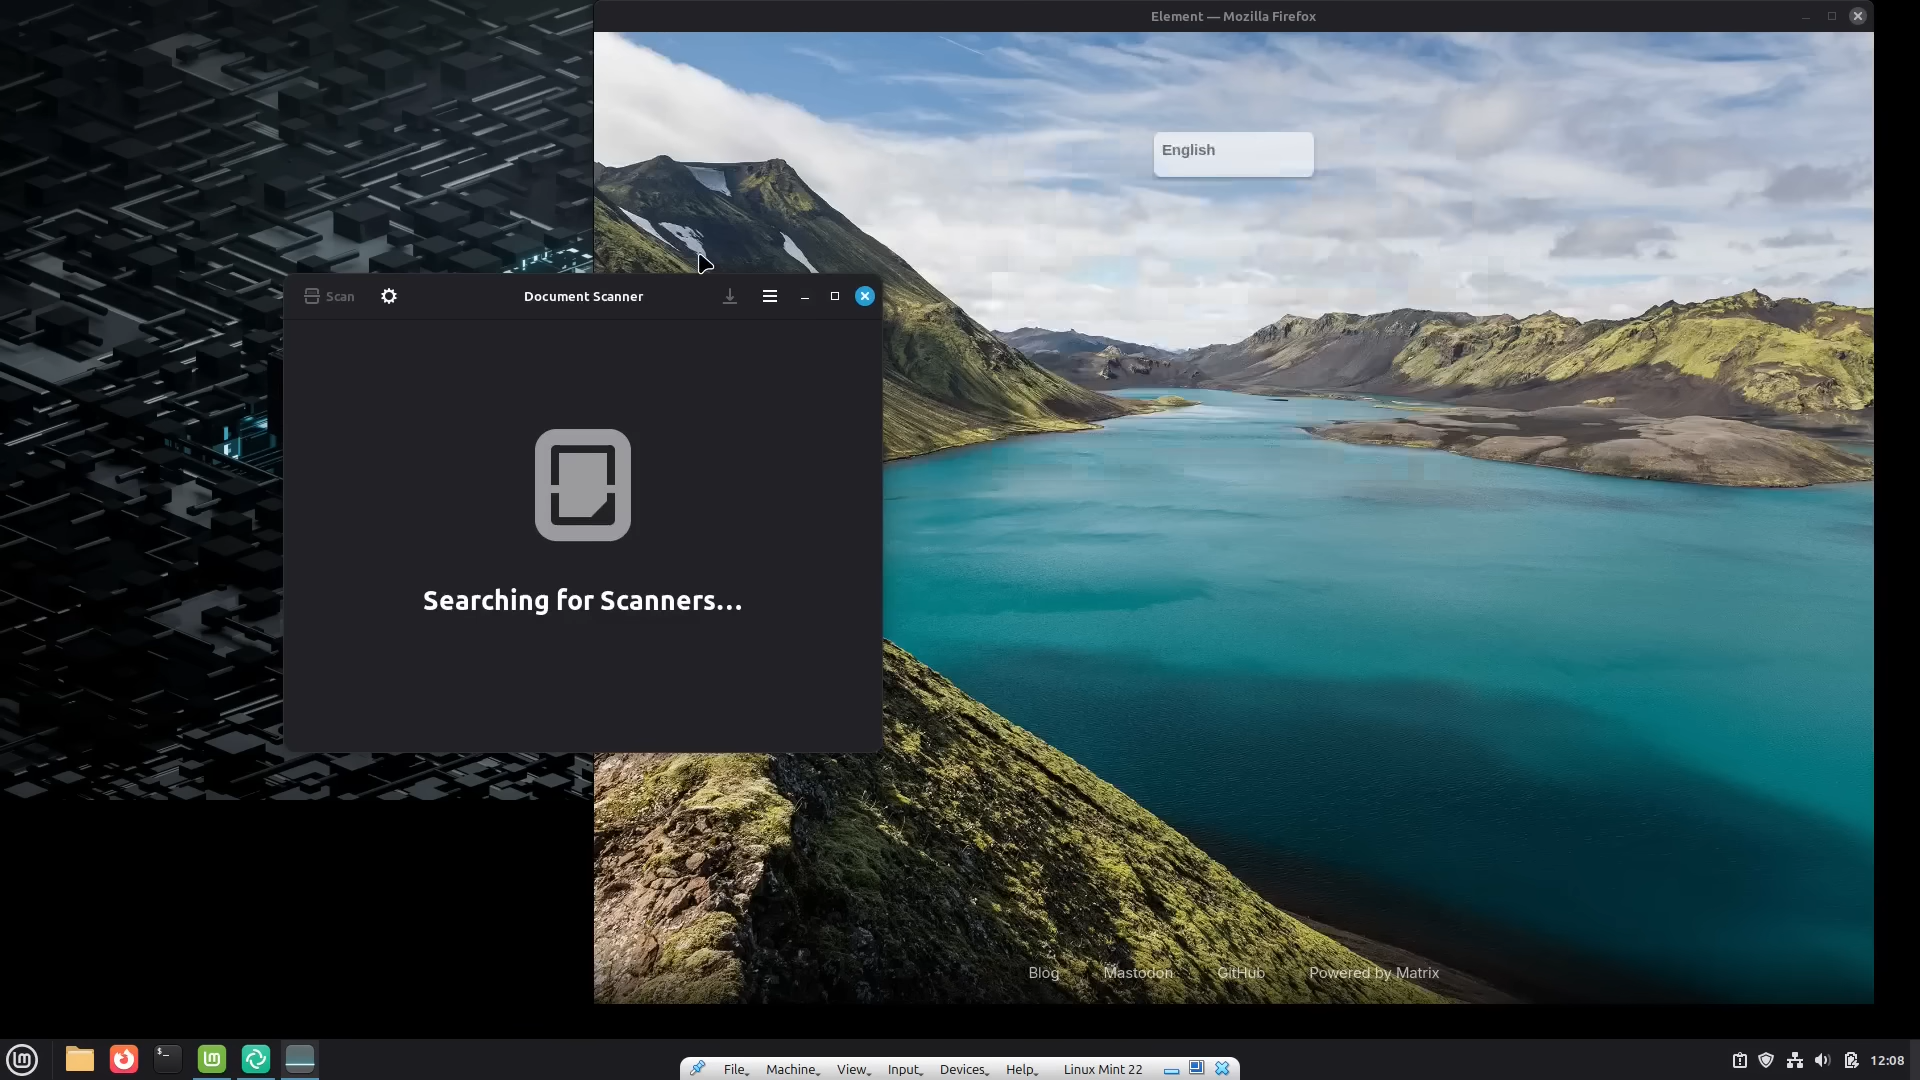 Element — Mozilla Firefox
English
Scan
Document Scanner
Searching for Scanners...
Blog
Mastodon
GitHub
Powered by Matrix
File
Machine
View
Input
Devices
Help
Linux Mint 22
12:08